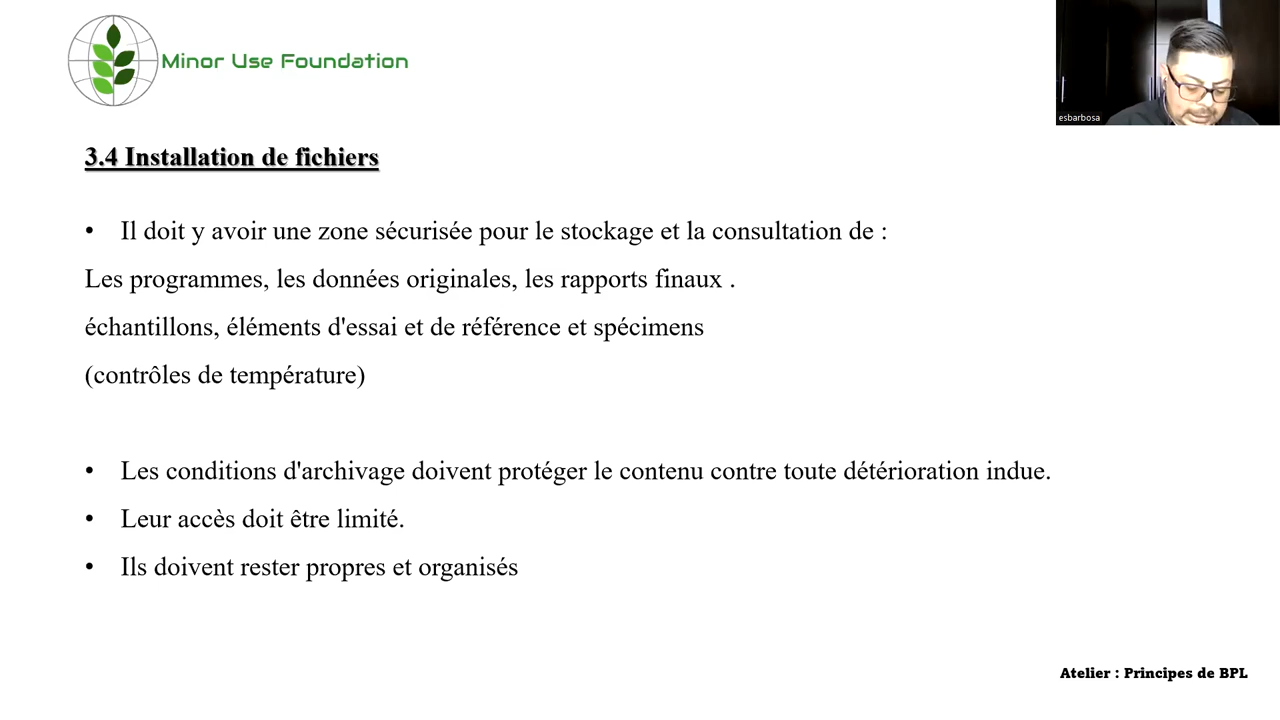 Minor Use Foundation
esbarbosa
3.4 Installation de fichiers
• Il doit y avoir une zone sécurisée pour le stockage et la consultation de :
Les programmes, les données originales, les rapports finaux .
échantillons, éléments d'essai et de référence et spécimens
(contrôles de température)
• Les conditions d'archivage doivent protéger le contenu contre toute détérioration indue.
• Leur accès doit être limité.
• Ils doivent rester propres et organisés
Atelier : Principes de BPL